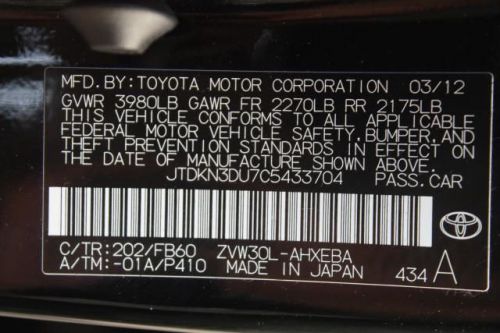 MFD.BY:TOYOTA MOTOR CORPORATION 03/12
GVWR 3980LB GAWR FR 2270LB RR 2175LB
THIS VEHICLE CONFORMS TO ALL APPLICABLE
FEDERAL MOTOR VEHICLE SAFETY,BUMPER,AND
THEFT PREVENTION STANDARDS IN EFFECT ON
THE DATE OF MANUFACTURE SHOWN ABOVE.
JTDKN3DU7C5433704 PASS.CAR
C/TR:202/FB60 ZVW30L-AHXEBA
A/TM:-01A/P410 MADE IN JAPAN 434 A
TOYOTA